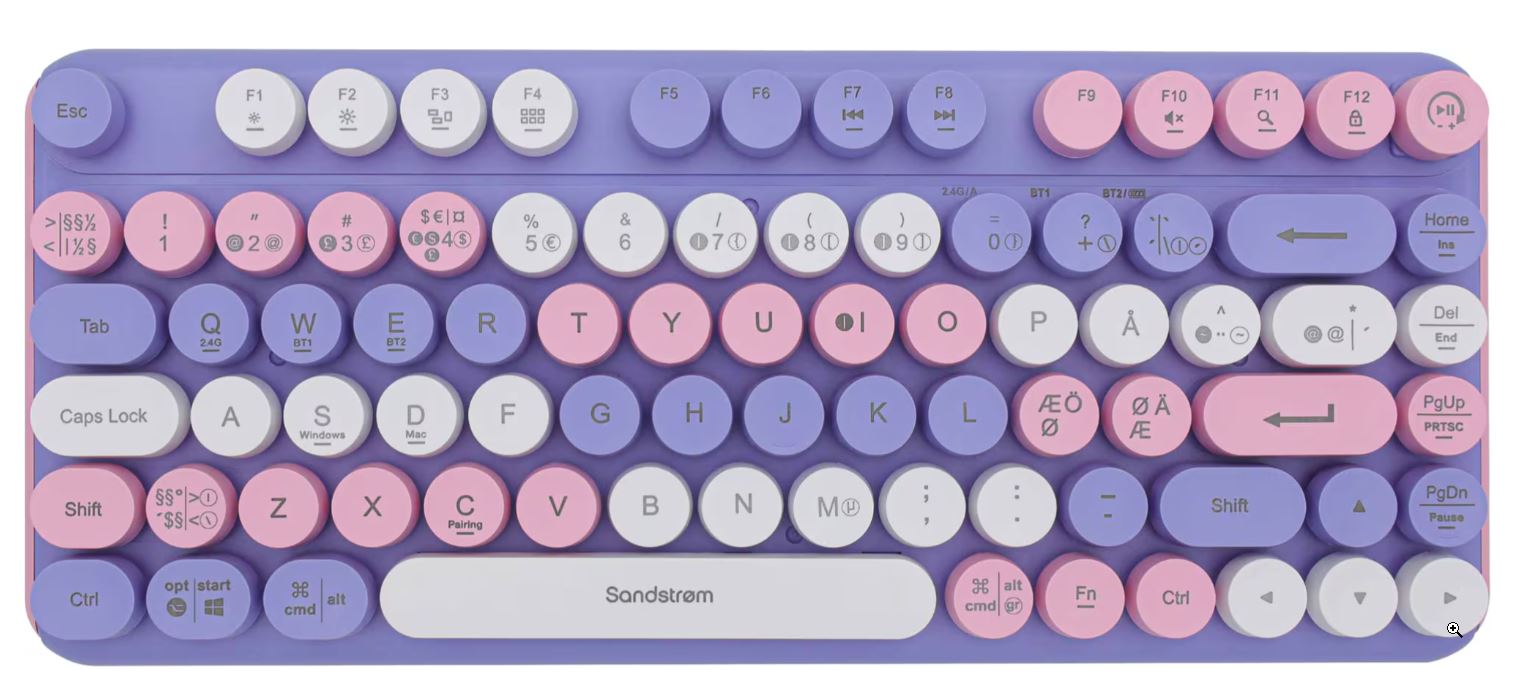 Esc F1 F2 F3 F4 F5 F6 F7 F8 F9 F10 F11 F12
2.4G/A BT1 BT2/
>|§§½ ! " # $€|¤ % & / ( ) = ? `|` Home
<||½§ 1 @2@ £3£ €$4$ 5€ 6 |7{ [8[ ]9] 0} +\ ´|\|´ Ins
£
Tab Q W E R T Y U |I O P Å ^ * Del
2.4G BT1 BT2 ~¨~ @@|´ End
Caps Lock A S D F G H J K L ÆÖ ØÄ PgUp
Windows Mac Ø Æ PRTSC
Shift §§°|>| Z X C V B N Mµ ; : – Shift ▲ PgDn
´$§|<\ Pairing , . - Pause
Ctrl opt|start ⌘ alt Sandstrøm ⌘ alt Fn Ctrl ◄ ▼ ►
cmd cmd gr